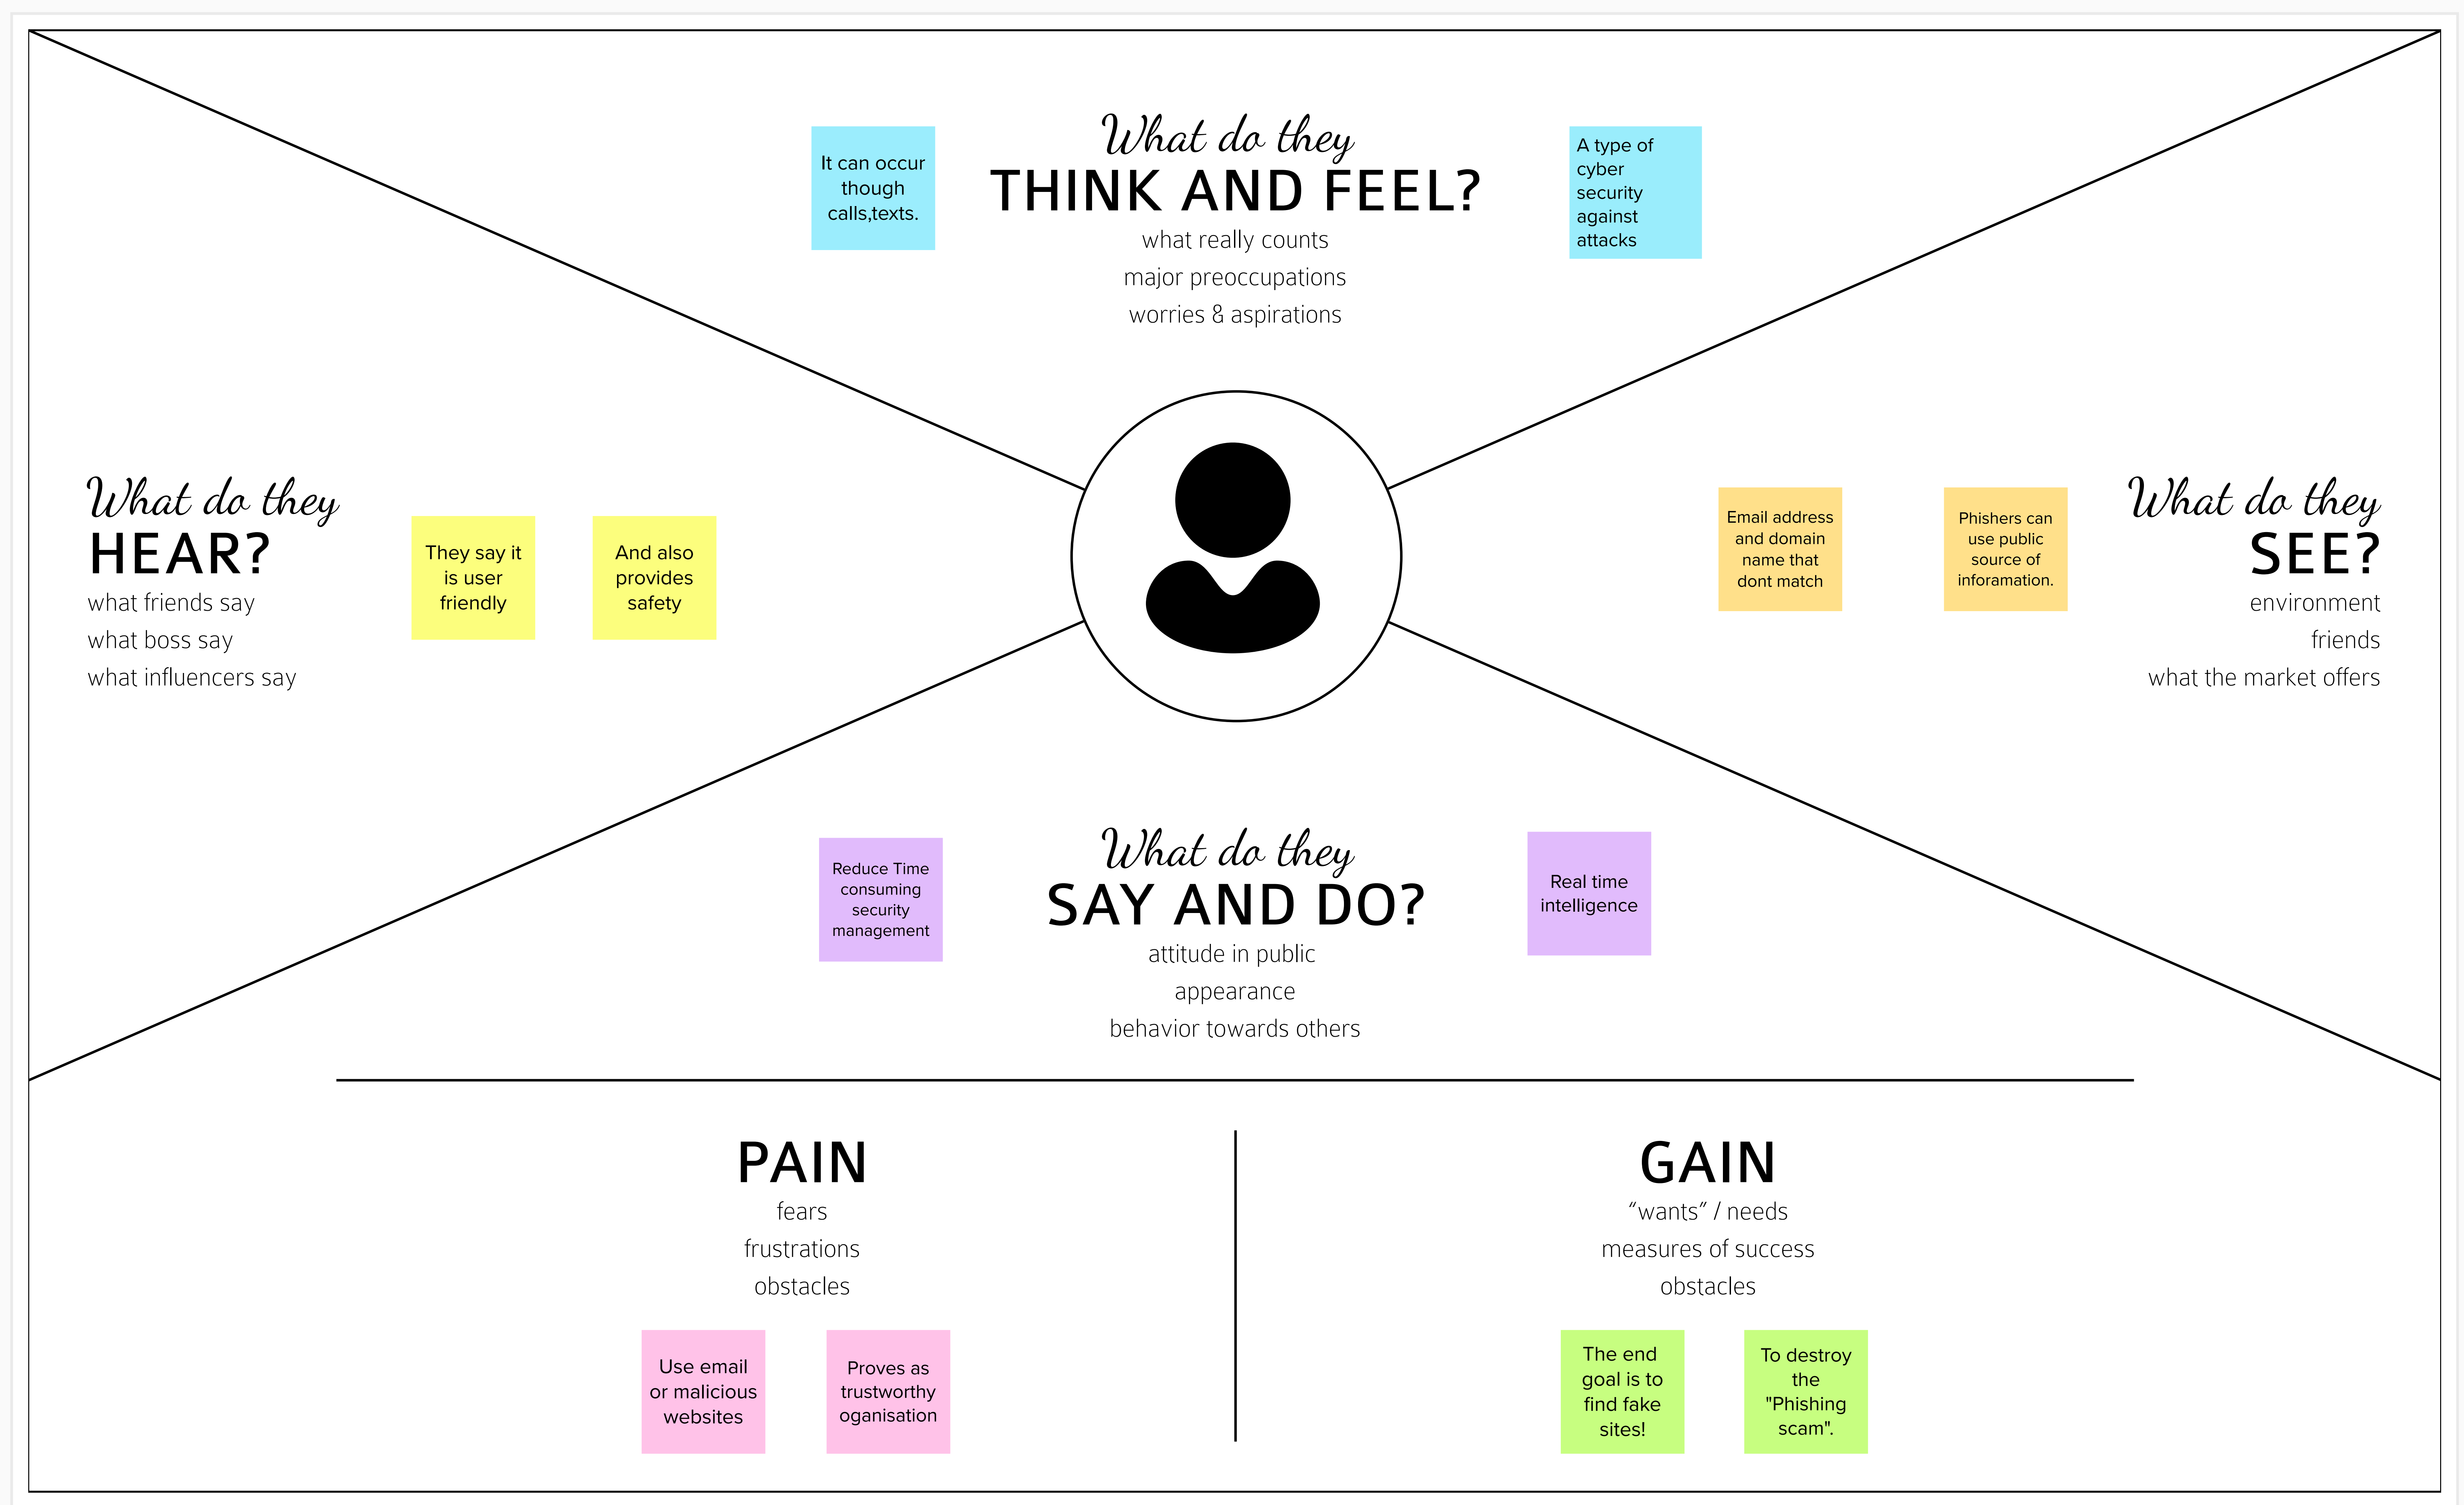 What do they
THINK AND FEEL?
what really counts
major preoccupations
worries & aspirations
It can occur
though
calls,texts.
A type of
cyber
security
against
attacks
What do they
HEAR?
what friends say
what boss say
what influencers say
They say it
is user
friendly
And also
provides
safety
Email address
and domain
name that
dont match
Phishers can
use public
source of
inforamation.
What do they
SEE?
environment
friends
what the market offers
Reduce Time
consuming
security
management
What do they
SAY AND DO?
attitude in public
appearance
behavior towards others
Real time
intelligence
PAIN
fears
frustrations
obstacles
Use email
or malicious
websites
Proves as
trustworthy
oganisation
GAIN
“wants” / needs
measures of success
obstacles
The end
goal is to
find fake
sites!
To destroy
the
"Phishing
scam".